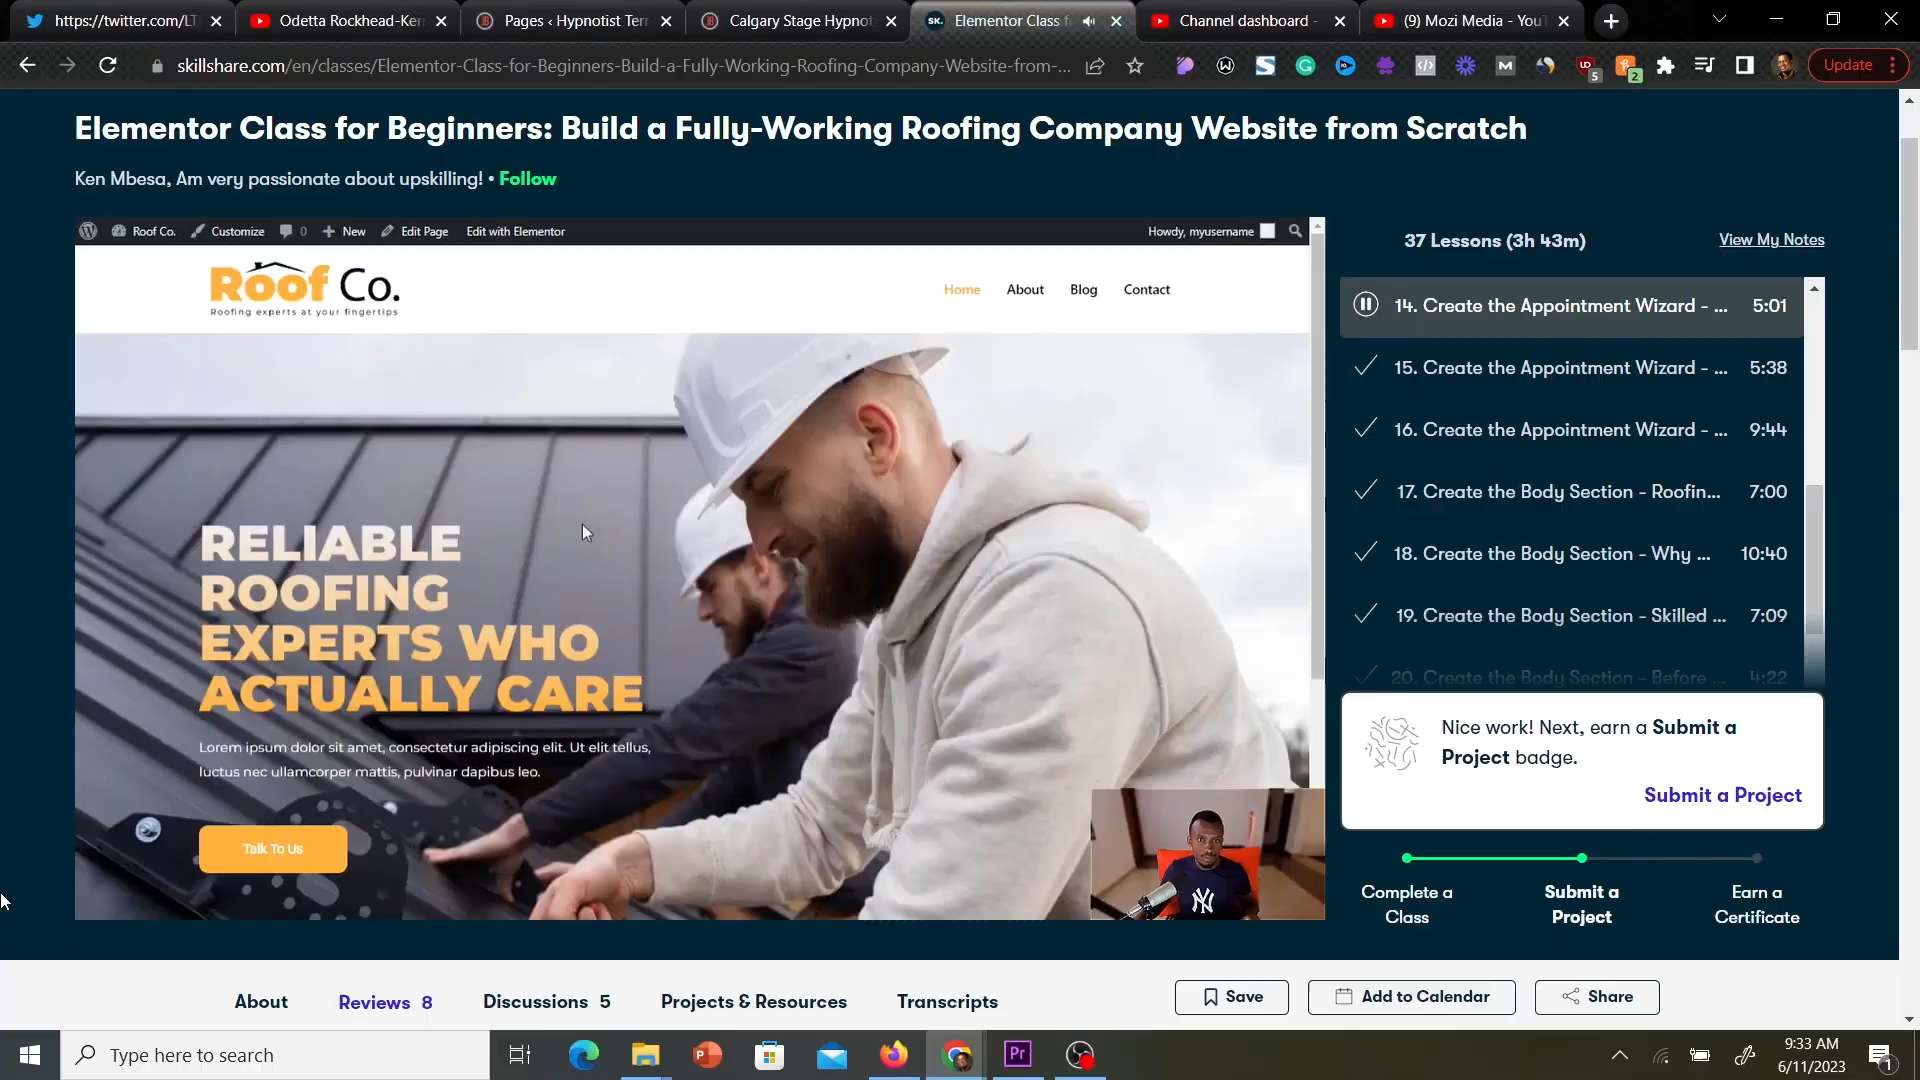 https://twitter.com/LT
Odetta Rockhead-Ker
Pages ‹ Hypnotist Terr
Calgary Stage Hypnot
SK.
Elementor Class f
Channel dashboard -
(9) Mozi Media - YouT
skillshare.com/en/classes/Elementor-Class-for-Beginners-Build-a-Fully-Working-Roofing-Company-Website-from-...
5
2
Update
Elementor Class for Beginners: Build a Fully-Working Roofing Company Website from Scratch
Ken Mbesa, Am very passionate about upskilling! • Follow
Roof Co.
Customize
0
New
Edit Page
Edit with Elementor
Howdy, myusername
Roof Co.
Roofing experts at your fingertips
Home
About
Blog
Contact
RELIABLE
ROOFING
EXPERTS WHO
ACTUALLY CARE
Lorem ipsum dolor sit amet, consectetur adipiscing elit. Ut elit tellus,
luctus nec ullamcorper mattis, pulvinar dapibus leo.
Talk To Us
37 Lessons (3h 43m)
View My Notes
14. Create the Appointment Wizard - ... 5:01
15. Create the Appointment Wizard - ... 5:38
16. Create the Appointment Wizard - ... 9:44
17. Create the Body Section - Roofin... 7:00
18. Create the Body Section - Why ... 10:40
19. Create the Body Section - Skilled ... 7:09
20. Create the Body Section - Before ... 4:22
Nice work! Next, earn a Submit a
Project badge.
Submit a Project
Complete a
Class
Submit a
Project
Earn a
Certificate
About
Reviews 8
Discussions 5
Projects & Resources
Transcripts
Save
Add to Calendar
Share
Type here to search
Pr
9:33 AM
6/11/2023
1